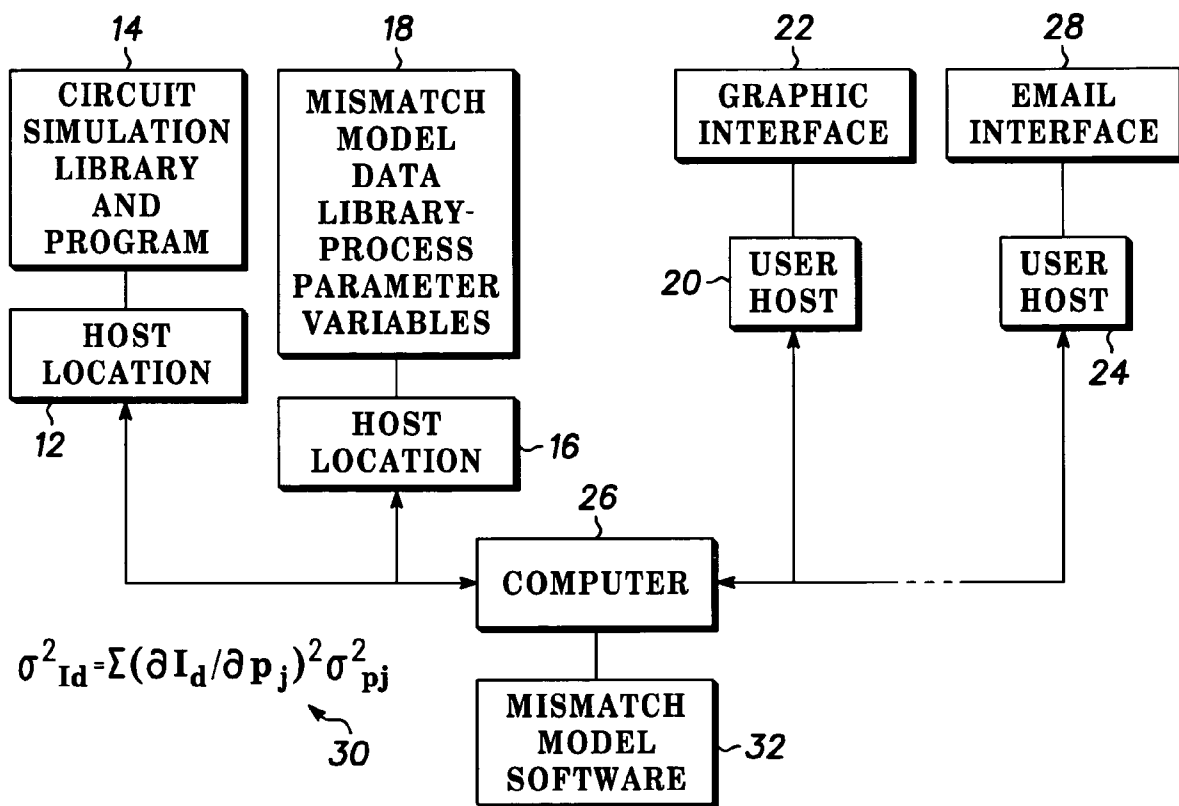 14
CIRCUIT
SIMULATION
LIBRARY
AND
PROGRAM
HOST
LOCATION
12
18
MISMATCH
MODEL
DATA
LIBRARY-
PROCESS
PARAMETER
VARIABLES
HOST
LOCATION
16
22
GRAPHIC
INTERFACE
20
USER
HOST
28
EMAIL
INTERFACE
USER
HOST
24
26
COMPUTER
MISMATCH
MODEL
SOFTWARE
32
σ²Id=Σ(∂Id/∂pj)²σ²pj
30